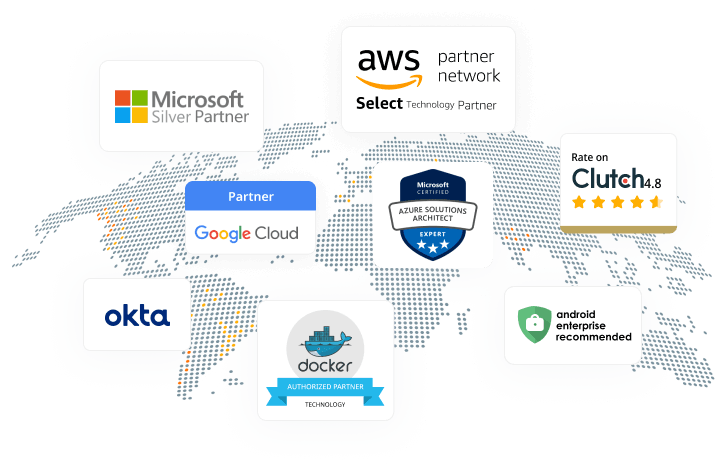 aws partner
network
Select Technology Partner
Microsoft
Silver Partner
Rate on
Clutch 4.8
Microsoft
CERTIFIED
AZURE SOLUTIONS
ARCHITECT
EXPERT
Partner
Google Cloud
okta
docker
AUTHORIZED PARTNER
TECHNOLOGY
android
enterprise
recommended